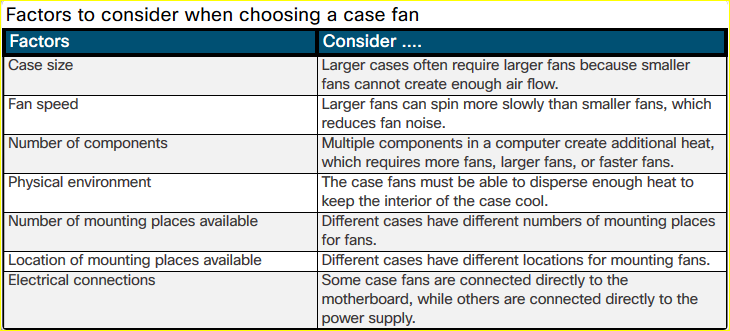 Factors to consider when choosing a case fan
Factors
Consider ....
Case size
Larger cases often require larger fans because smaller
fans cannot create enough air flow.
Fan speed
Larger fans can spin more slowly than smaller fans, which
reduces fan noise.
Number of components
Multiple components in a computer create additional heat,
which requires more fans, larger fans, or faster fans.
Physical environment
The case fans must be able to disperse enough heat to
keep the interior of the case cool.
Number of mounting places available
Different cases have different numbers of mounting places
for fans.
Location of mounting places available
Different cases have different locations for mounting fans.
Electrical connections
Some case fans are connected directly to the
motherboard, while others are connected directly to the
power supply.